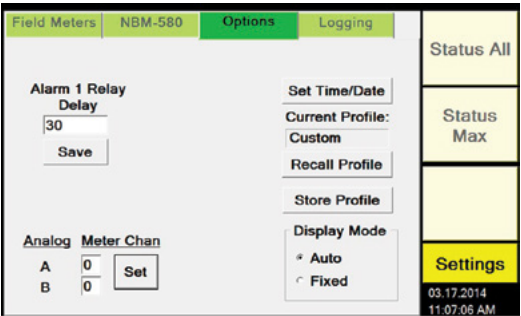 Field Meters NBM-580 Options Logging
Status All
Alarm 1 Relay
Delay
30
Save
Set Time/Date
Current Profile:
Custom
Recall Profile
Store Profile
Status
Max
Analog Meter Chan
A 0
B 0
Set
Display Mode
Auto
Fixed
Settings
03.17.2014
11:07:06 AM